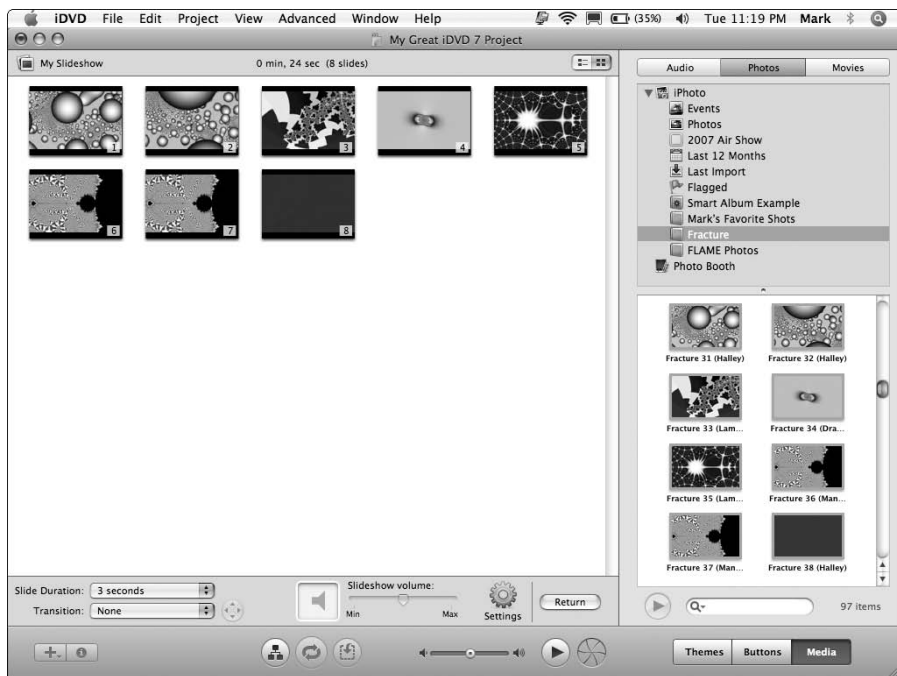 iDVD File Edit Project View Advanced Window Help (35%) Tue 11:19 PM Mark
My Great iDVD 7 Project
My Slideshow 0 min, 24 sec (8 slides)
Audio Photos Movies
1 2 3 4 5
6 7 8
iPhoto
Events
Photos
2007 Air Show
Last 12 Months
Last Import
Flagged
Smart Album Example
Mark's Favorite Shots
Fracture
FLAME Photos
Photo Booth
Fracture 31 (Halley) Fracture 32 (Halley)
Fracture 33 (Lam... Fracture 34 (Dra...
Fracture 35 (Lam... Fracture 36 (Man...
Fracture 37 (Man... Fracture 38 (Halley)
Slide Duration: 3 seconds
Transition: None
Slideshow volume:
Min Max
Settings
Return
97 items
Themes Buttons Media